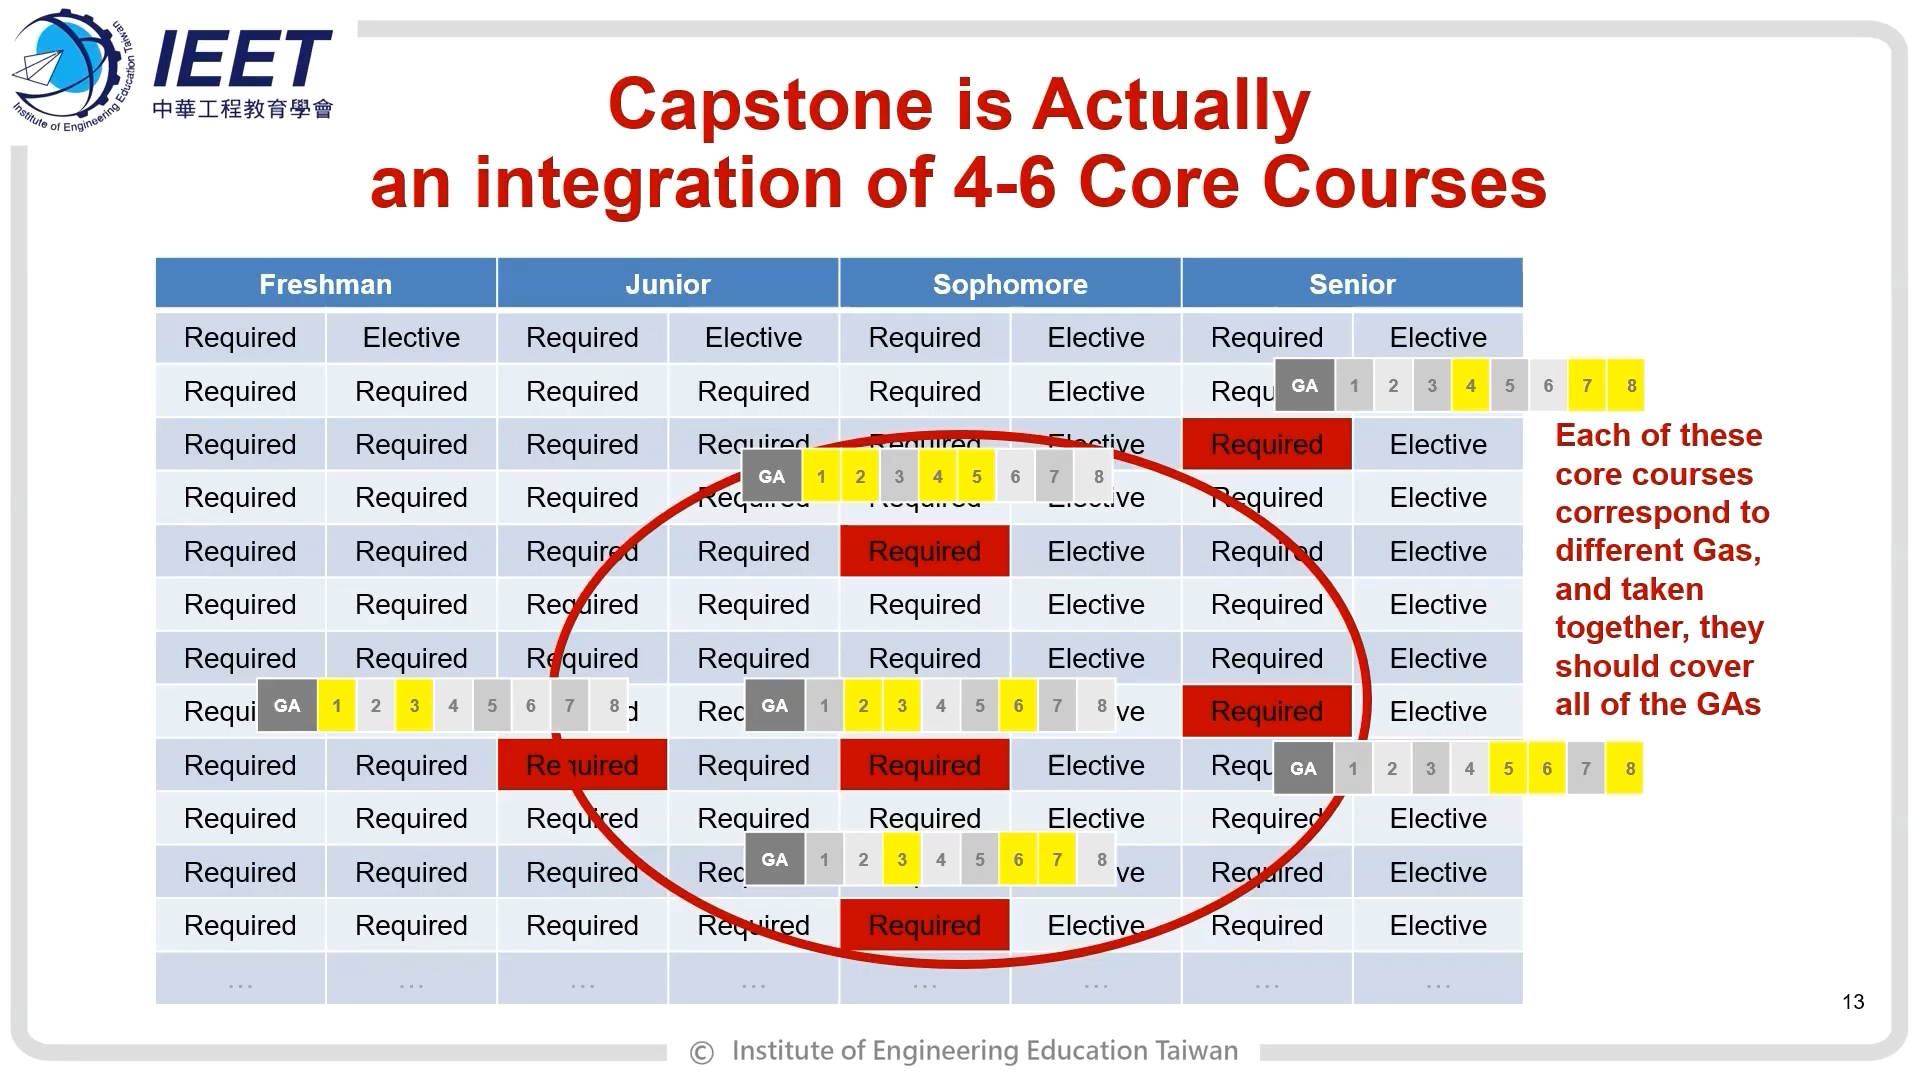 Institute of Engineering Education Taiwan
IEET
中華工程教育學會
Capstone is Actually
an integration of 4-6 Core Courses
Freshman Junior Sophomore Senior
Required Elective Required Elective Required Elective Required Elective
Required Required Required Required Required Elective
GA 1 2 3 4 5 6 7 8
Required Required Required Required Required Elective Required Elective
GA 1 2 3 4 5 6 7 8
Required Required Required Required Elective
Required Required Required Required Required Elective Required Elective
Required Required Required Required Required Elective Required Elective
Required Required Required Required Required Elective Required Elective
GA 1 2 3 4 5 6 7 8 GA 1 2 3 4 5 6 7 8 Required Elective
Required Required Required Required Required Elective Elective
GA 1 2 3 4 5 6 7 8
Required Required Required Required Required Elective Required Elective
GA 1 2 3 4 5 6 7 8
Required Required Required Required Elective
Required Required Required Required Required Elective Required Elective
... ... ... ... ... ... ... ...
Each of these
core courses
correspond to
different Gas,
and taken
together, they
should cover
all of the GAs
13
© Institute of Engineering Education Taiwan